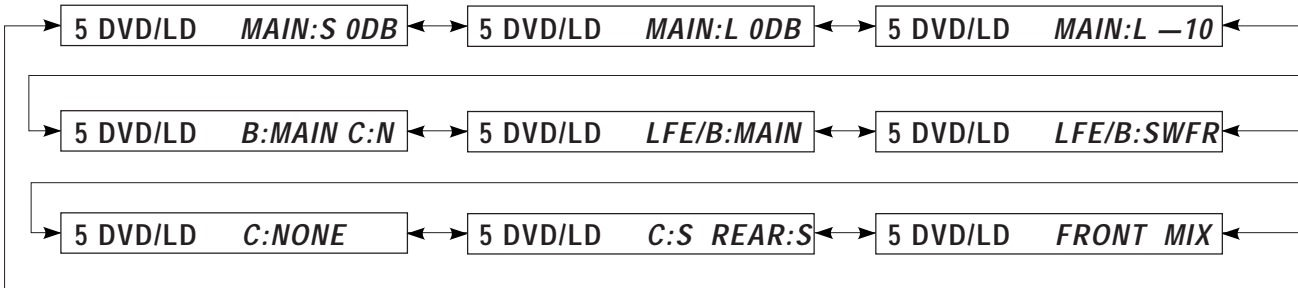 5 DVD/LD MAIN:S 0DB 5 DVD/LD MAIN:L 0DB 5 DVD/LD MAIN:L —10
5 DVD/LD B:MAIN C:N 5 DVD/LD LFE/B:MAIN 5 DVD/LD LFE/B:SWFR
5 DVD/LD C:NONE 5 DVD/LD C:S REAR:S 5 DVD/LD FRONT MIX